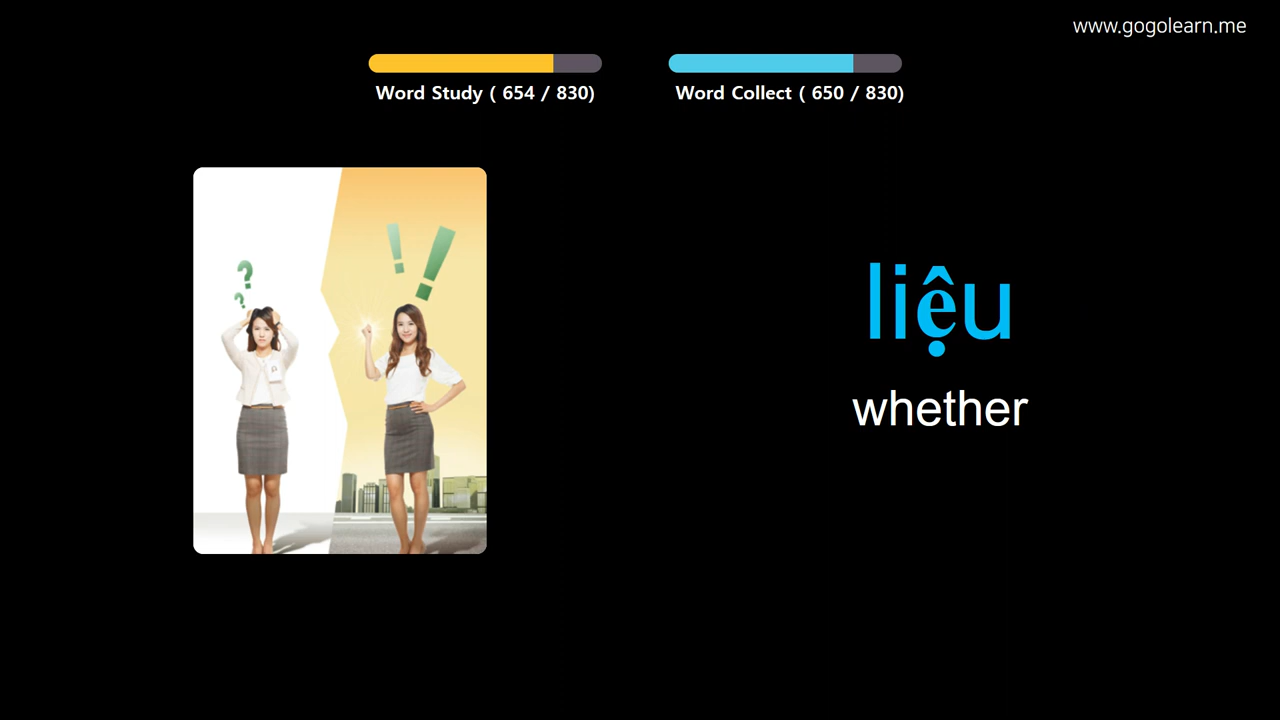 www.gogolearn.me
Word Study ( 654 / 830)
Word Collect ( 650 / 830)
? ?
! !
liệu
whether